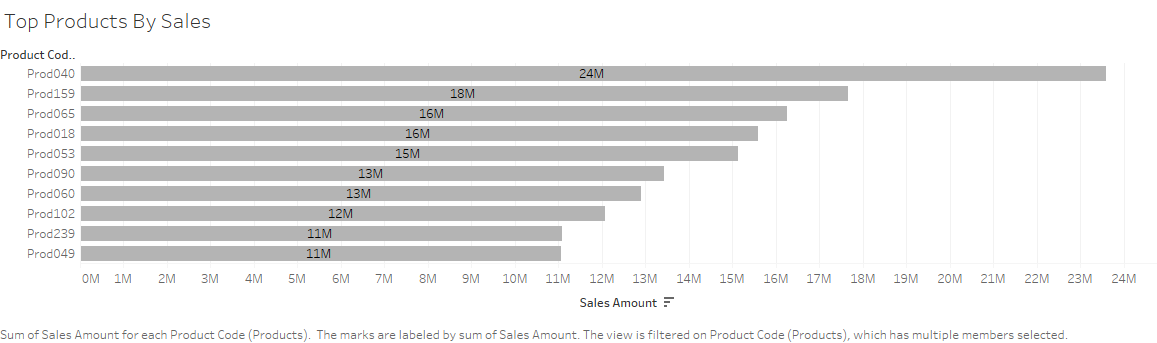 Top Products By Sales
Product Cod..
Prod040 24M
Prod159 18M
Prod065 16M
Prod018 16M
Prod053 15M
Prod090 13M
Prod060 13M
Prod102 12M
Prod239 11M
Prod049 11M
0M 1M 2M 3M 4M 5M 6M 7M 8M 9M 10M 11M 12M 13M 14M 15M 16M 17M 18M 19M 20M 21M 22M 23M 24M
Sales Amount
Sum of Sales Amount for each Product Code (Products).  The marks are labeled by sum of Sales Amount. The view is filtered on Product Code (Products), which has multiple members selected.